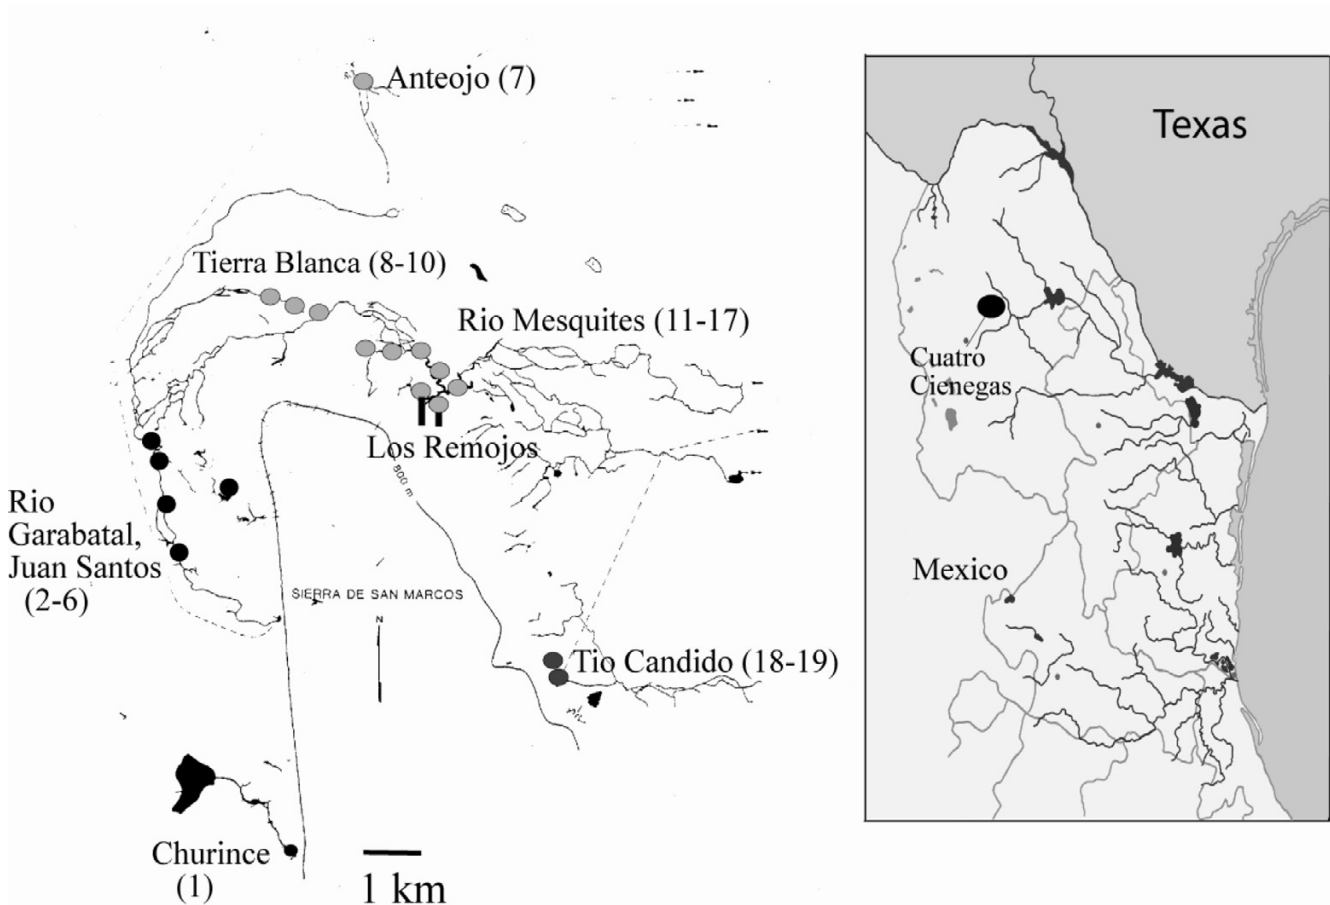 Anteojo (7)
Tierra Blanca (8-10)
Rio Mesquites (11-17)
Los Remojos
800 m
Rio
Garabatal,
Juan Santos
(2-6)
SIERRA DE SAN MARCOS
N
Tio Candido (18-19)
Churince
(1)
1 km
Texas
Cuatro
Cienegas
Mexico